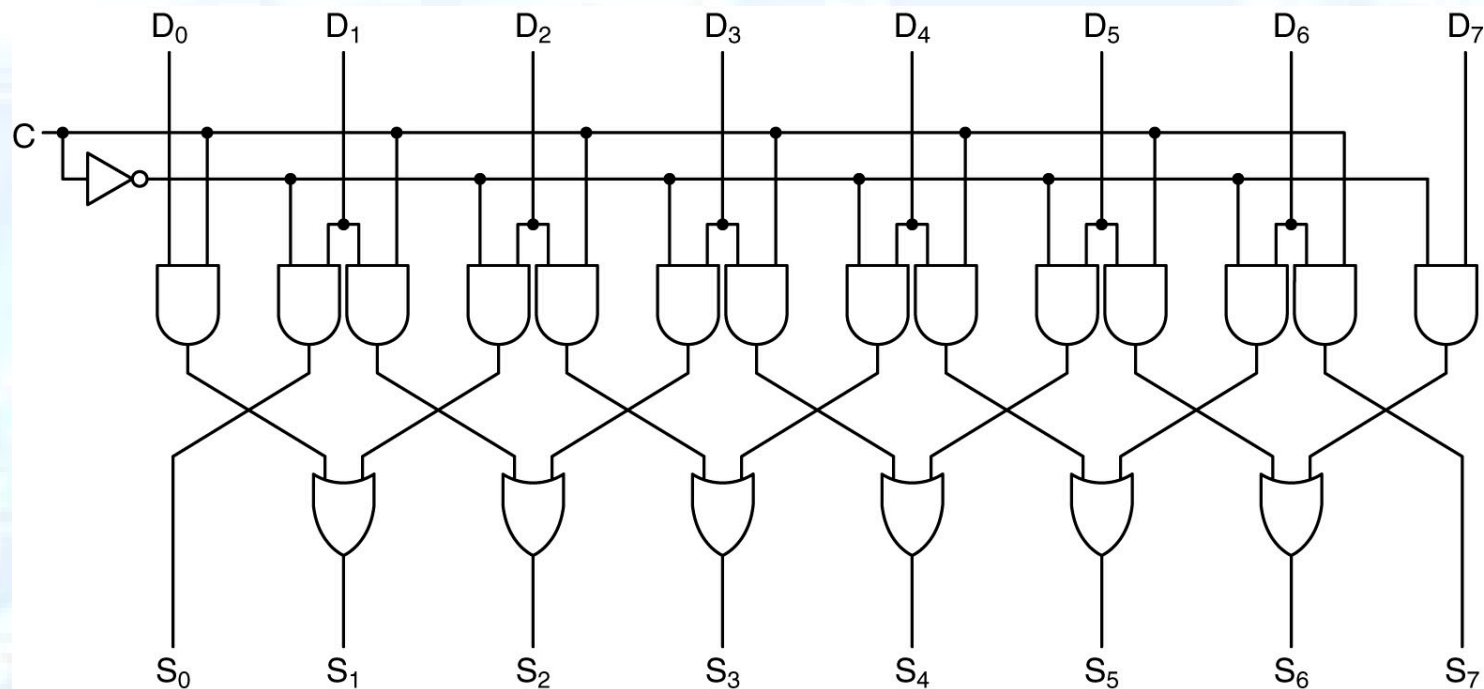 D₀ D₁ D₂ D₃ D₄ D₅ D₆ D₇
C
S₀ S₁ S₂ S₃ S₄ S₅ S₆ S₇